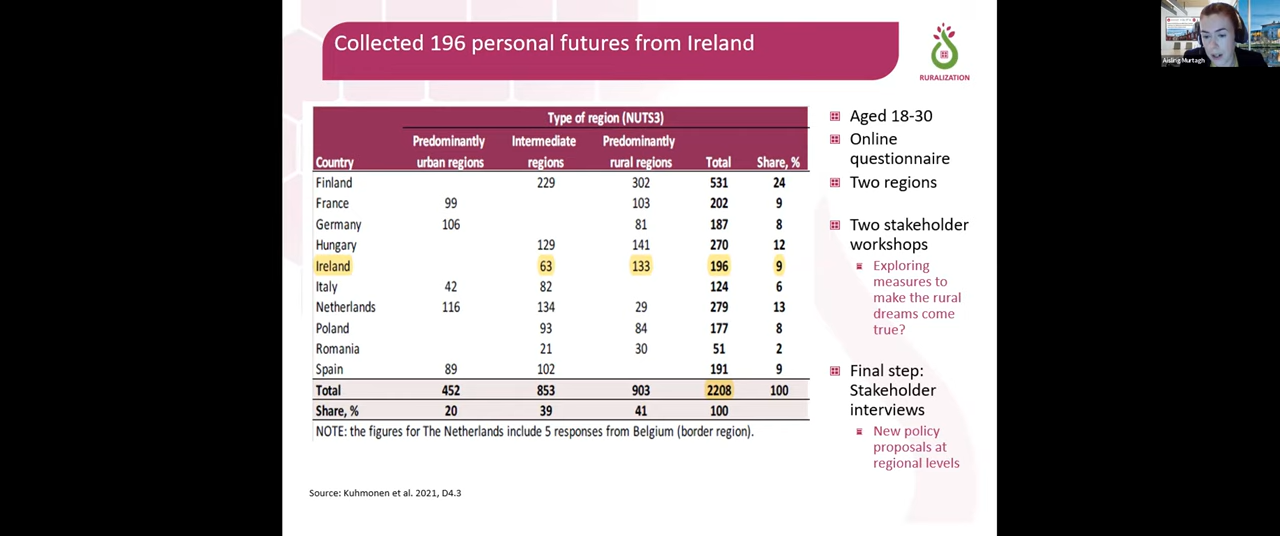 Collected 196 personal futures from Ireland
RURALIZATION
Aisling Murtagh
Type of region (NUTS3)
Predominantly Intermediate Predominantly
Country urban regions regions rural regions Total Share, %
Finland 229 302 531 24
France 99 103 202 9
Germany 106 81 187 8
Hungary 129 141 270 12
Ireland 63 133 196 9
Italy 42 82 124 6
Netherlands 116 134 29 279 13
Poland 93 84 177 8
Romania 21 30 51 2
Spain 89 102 191 9
Total 452 853 903 2208 100
Share, % 20 39 41 100
NOTE: the figures for The Netherlands include 5 responses from Belgium (border region).
Aged 18-30
Online
questionnaire
Two regions
Two stakeholder
workshops
Exploring
measures to
make the rural
dreams come
true?
Final step:
Stakeholder
interviews
New policy
proposals at
regional levels
Source: Kuhmonen et al. 2021, D4.3